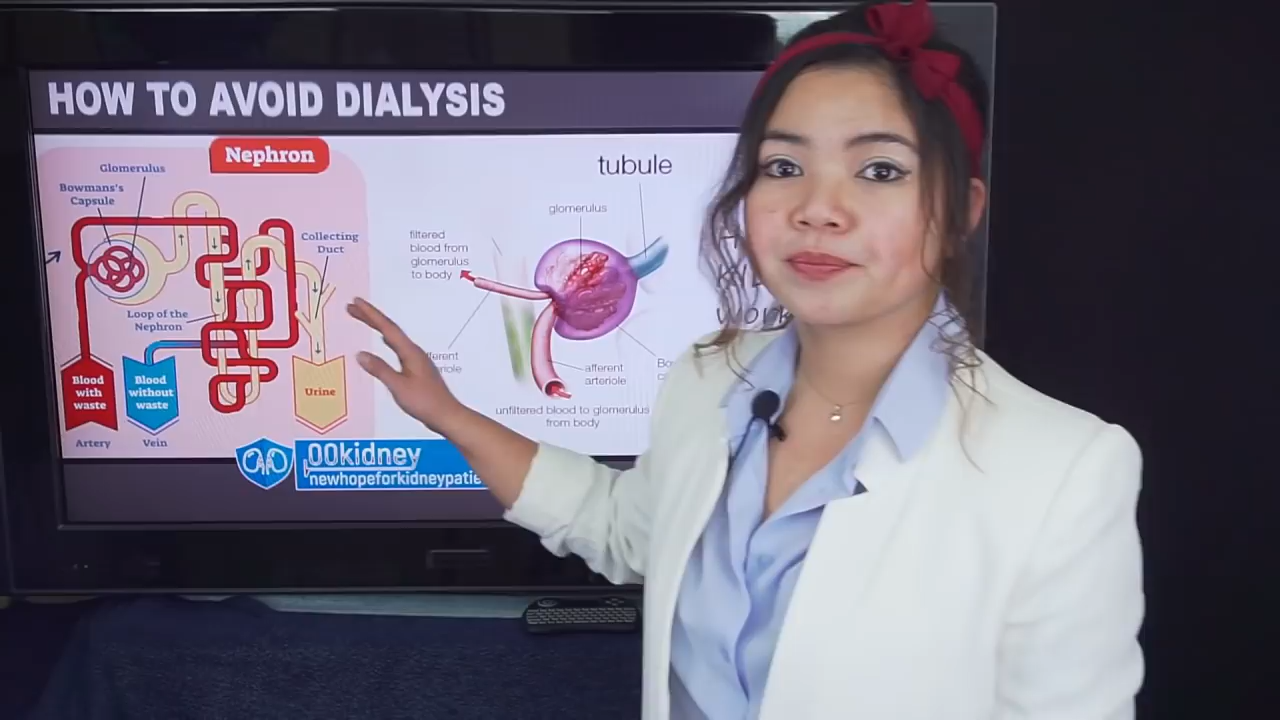 HOW TO AVOID DIALYSIS
Nephron
Glomerulus
Bowmans's
Capsule
Collecting
Duct
Loop of the
Nephron
Blood
with
waste
Blood
without
waste
Urine
Artery
Vein
tubule
glomerulus
filtered
blood from
glomerulus
to body
afferent
arteriole
unfiltered blood to glomerulus
from body
00kidney
newhopeforkidneypatie